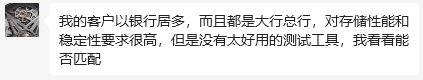 我的客户以银行居多，而且都是大行总行，对存储性能和
稳定性要求很高，但是没有太好用的测试工具，我看看能
否匹配